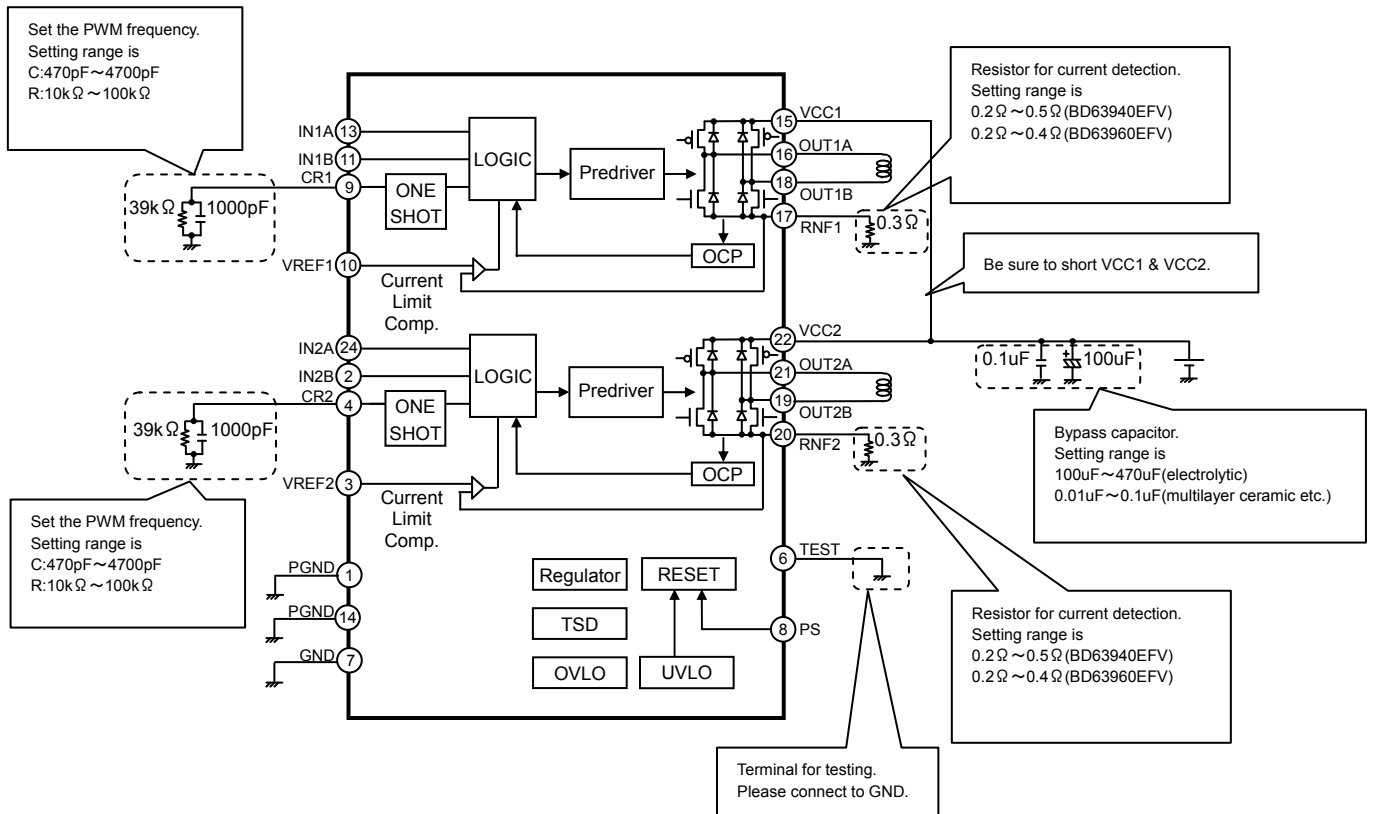 Set the PWM frequency.
Setting range is
C:470pF～4700pF
R:10kΩ～100kΩ
Resistor for current detection.
Setting range is
0.2Ω～0.5Ω(BD63940EFV)
0.2Ω～0.4Ω(BD63960EFV)
IN1A 13
IN1B 11
CR1 9
39kΩ 1000pF
ONE
SHOT
LOGIC
Predriver
VCC1 15
16 OUT1A
18 OUT1B
17 RNF1
0.3Ω
OCP
VREF1 10
Current
Limit
Comp.
Be sure to short VCC1 & VCC2.
IN2A 24
IN2B 2
CR2 4
39kΩ 1000pF
ONE
SHOT
LOGIC
Predriver
22 VCC2
21 OUT2A
19 OUT2B
20 RNF2
0.3Ω
OCP
0.1uF + 100uF
VREF2 3
Current
Limit
Comp.
Bypass capacitor.
Setting range is
100uF～470uF(electrolytic)
0.01uF～0.1uF(multilayer ceramic etc.)
Set the PWM frequency.
Setting range is
C:470pF～4700pF
R:10kΩ～100kΩ
PGND 1
PGND 14
GND 7
Regulator
RESET
TSD
OVLO
UVLO
6 TEST
8 PS
Resistor for current detection.
Setting range is
0.2Ω～0.5Ω(BD63940EFV)
0.2Ω～0.4Ω(BD63960EFV)
Terminal for testing.
Please connect to GND.